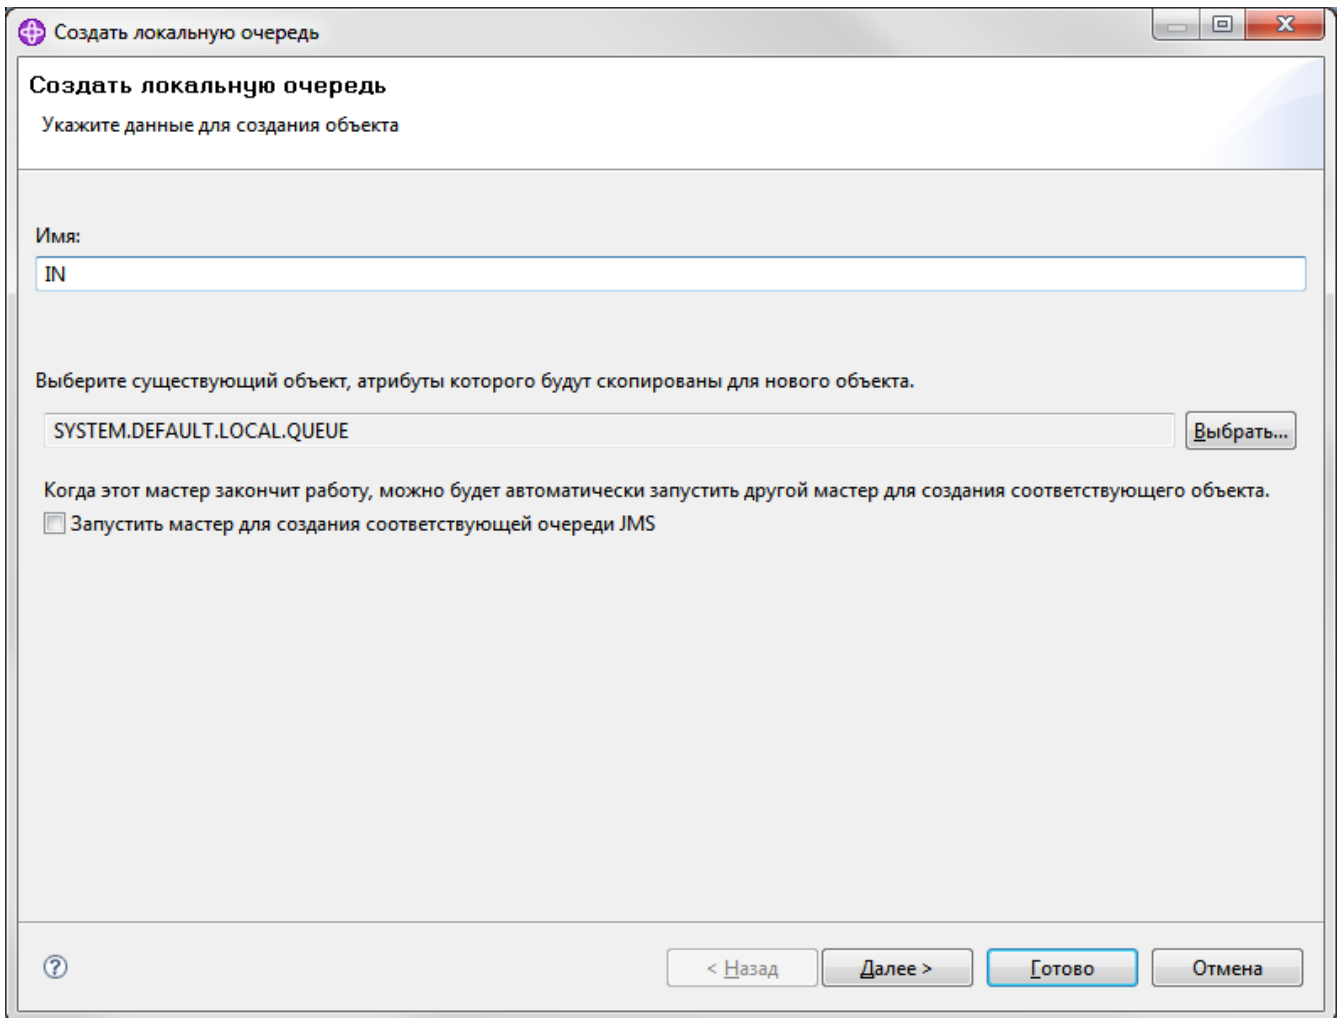 Создать локальную очередь
Создать локальную очередь
Укажите данные для создания объекта
Имя:
IN
Выберите существующий объект, атрибуты которого будут скопированы для нового объекта.
SYSTEM.DEFAULT.LOCAL.QUEUE
Выбрать...
Когда этот мастер закончит работу, можно будет автоматически запустить другой мастер для создания соответствующего объекта.
Запустить мастер для создания соответствующей очереди JMS
?
< Назад
Далее >
Готово
Отмена